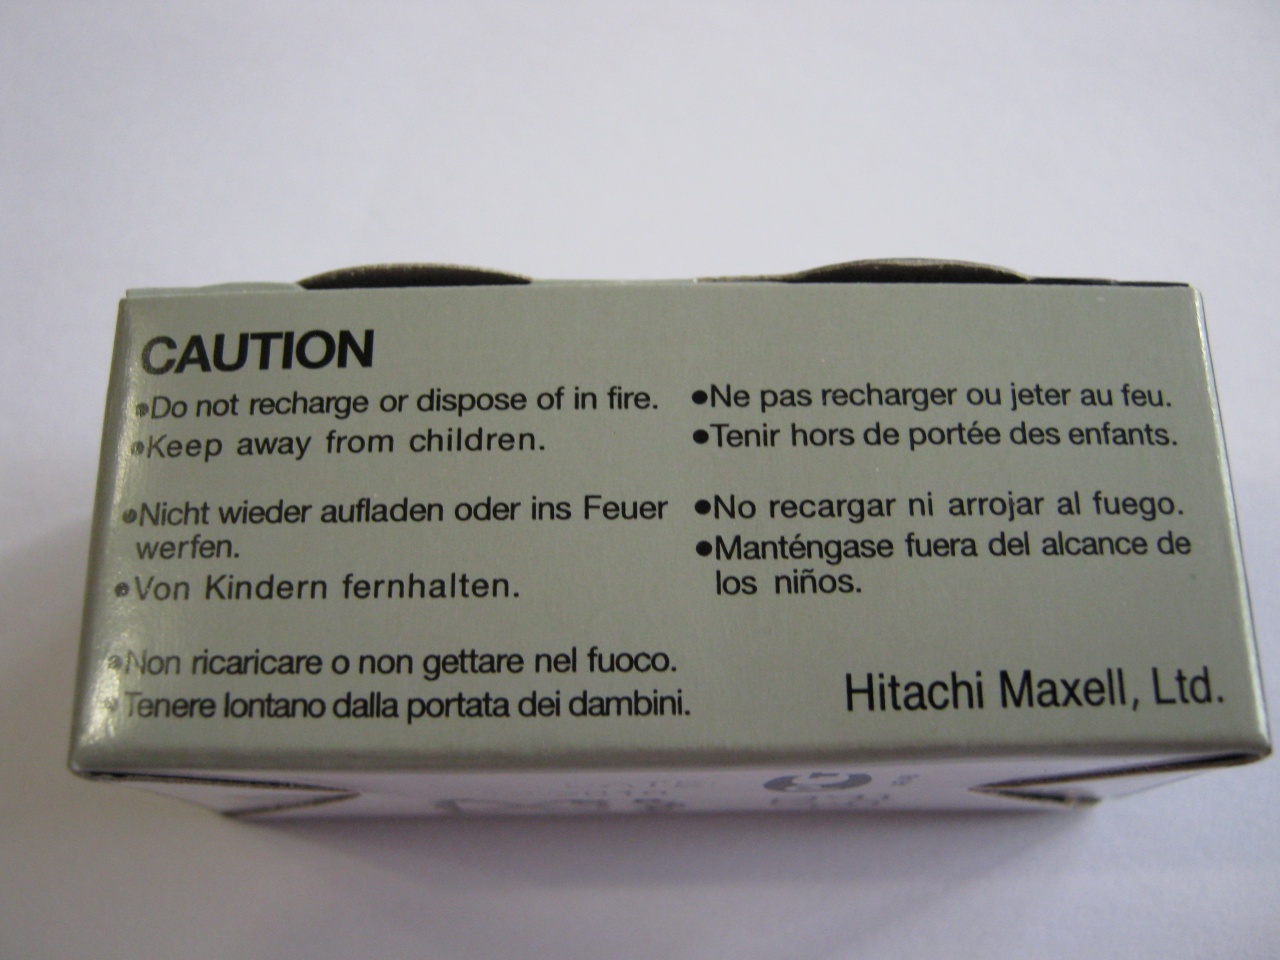 CAUTION
●Do not recharge or dispose of in fire.
●Keep away from children.
●Nicht wieder aufladen oder ins Feuer
werfen.
●Von Kindern fernhalten.
●Non ricaricare o non gettare nel fuoco.
●Tenere lontano dalla portata dei dambini.
●Ne pas recharger ou jeter au feu.
●Tenir hors de portée des enfants.
●No recargar ni arrojar al fuego.
●Manténgase fuera del alcance de
los niños.
Hitachi Maxell, Ltd.